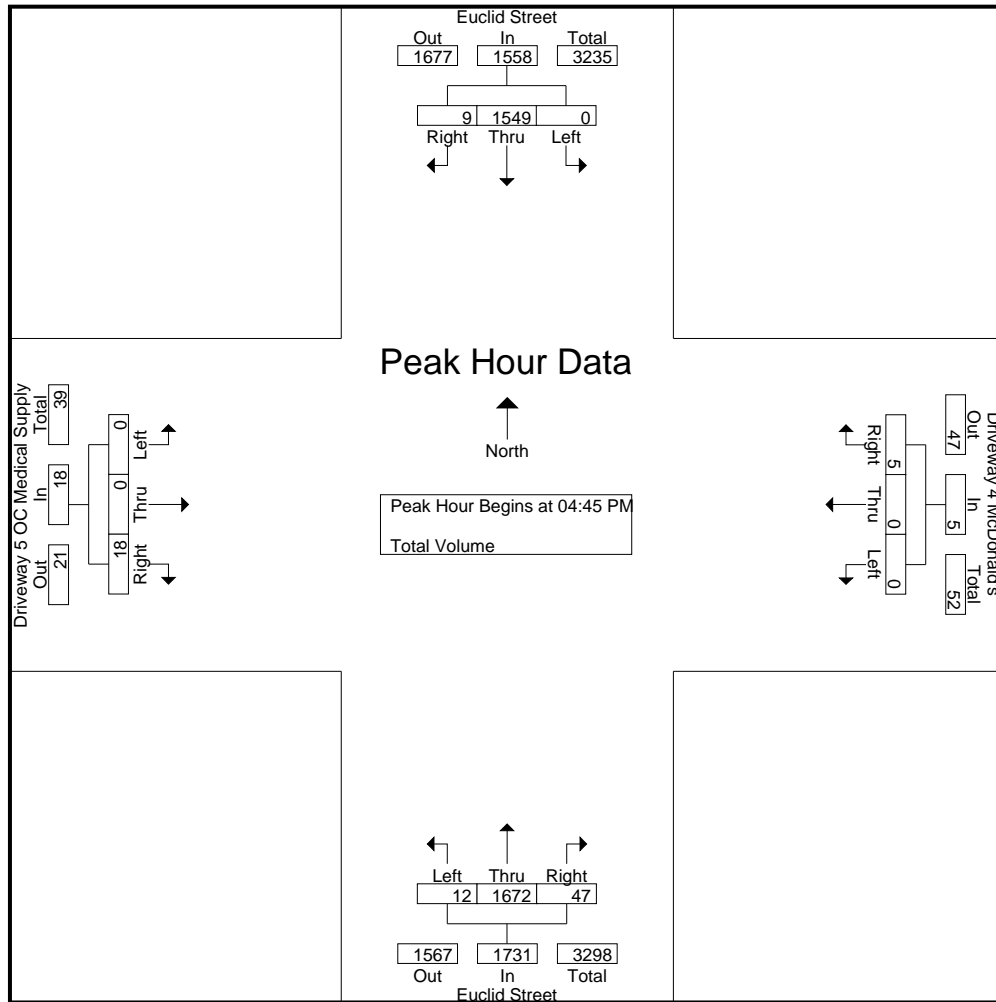 Euclid Street
Out In Total
1677 1558 3235
9 1549 0
Right Thru Left
Peak Hour Data
North
Peak Hour Begins at 04:45 PM
Total Volume
Driveway 5 OC Medical Supply
Total In Out
39 18 21
0 0 18
Left Thru Right
Driveway 4 McDonald's
Out In Total
47 5 52
5 0 0
Right Thru Left
Left Thru Right
12 1672 47
1567 1731 3298
Out In Total
Euclid Street